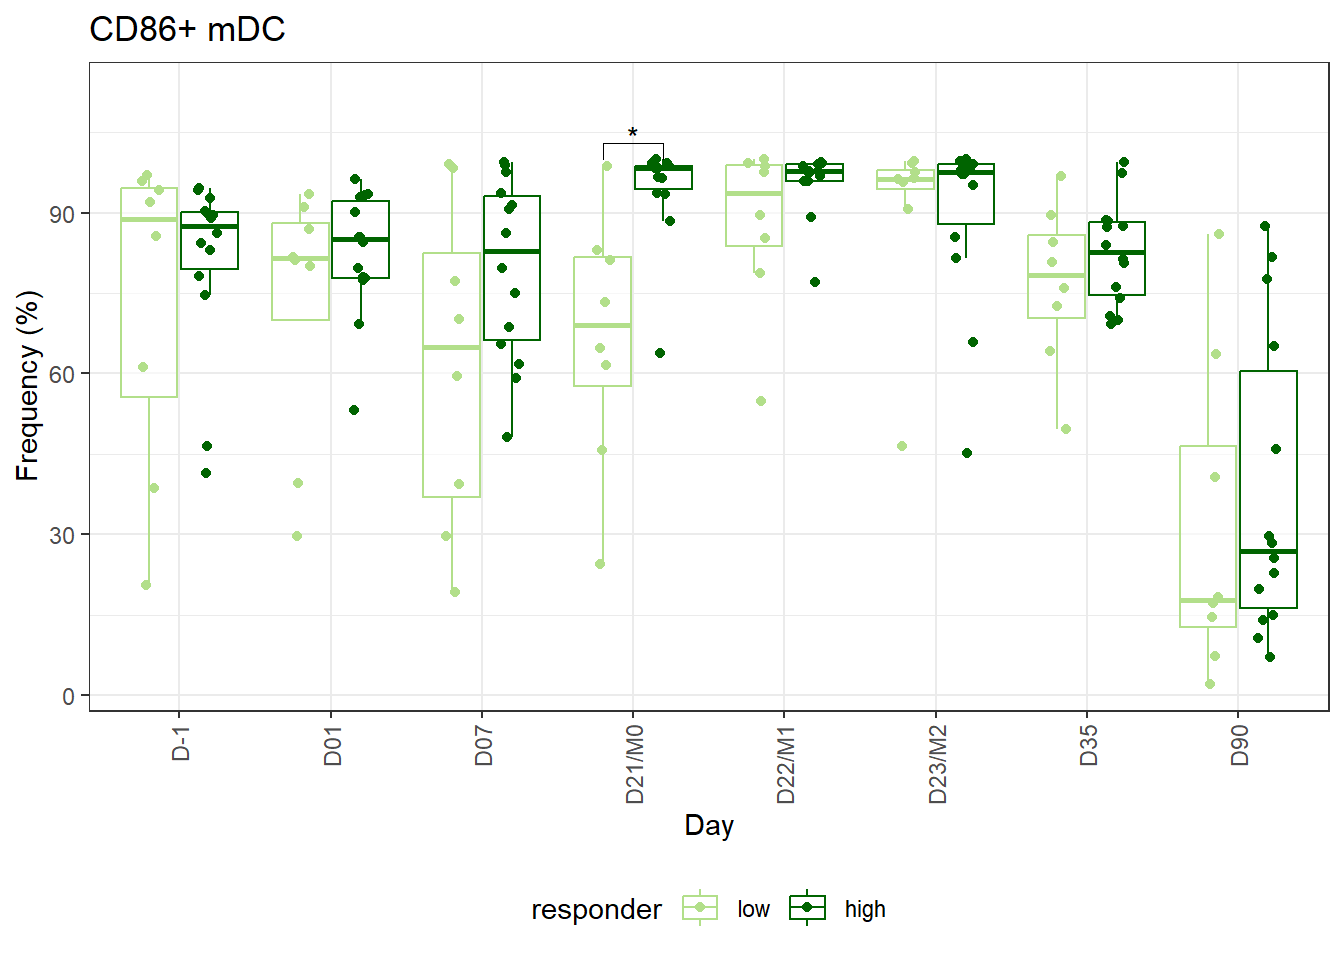 CD86+ mDC
*
90
60
30
0
Frequency (%)
D-1
D01
D07
D21/M0
D22/M1
D23/M2
D35
D90
Day
responder low high